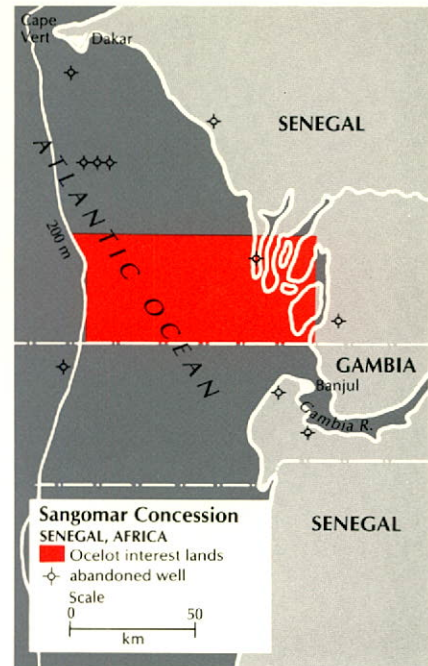 Cape
Vert
Dakar
SENEGAL
ATLANTIC OCEAN
200 m
GAMBIA
Banjul
Gambia R.
Sangomar Concession
SENEGAL, AFRICA
Ocelot interest lands
abandoned well
Scale
0 50
km
SENEGAL